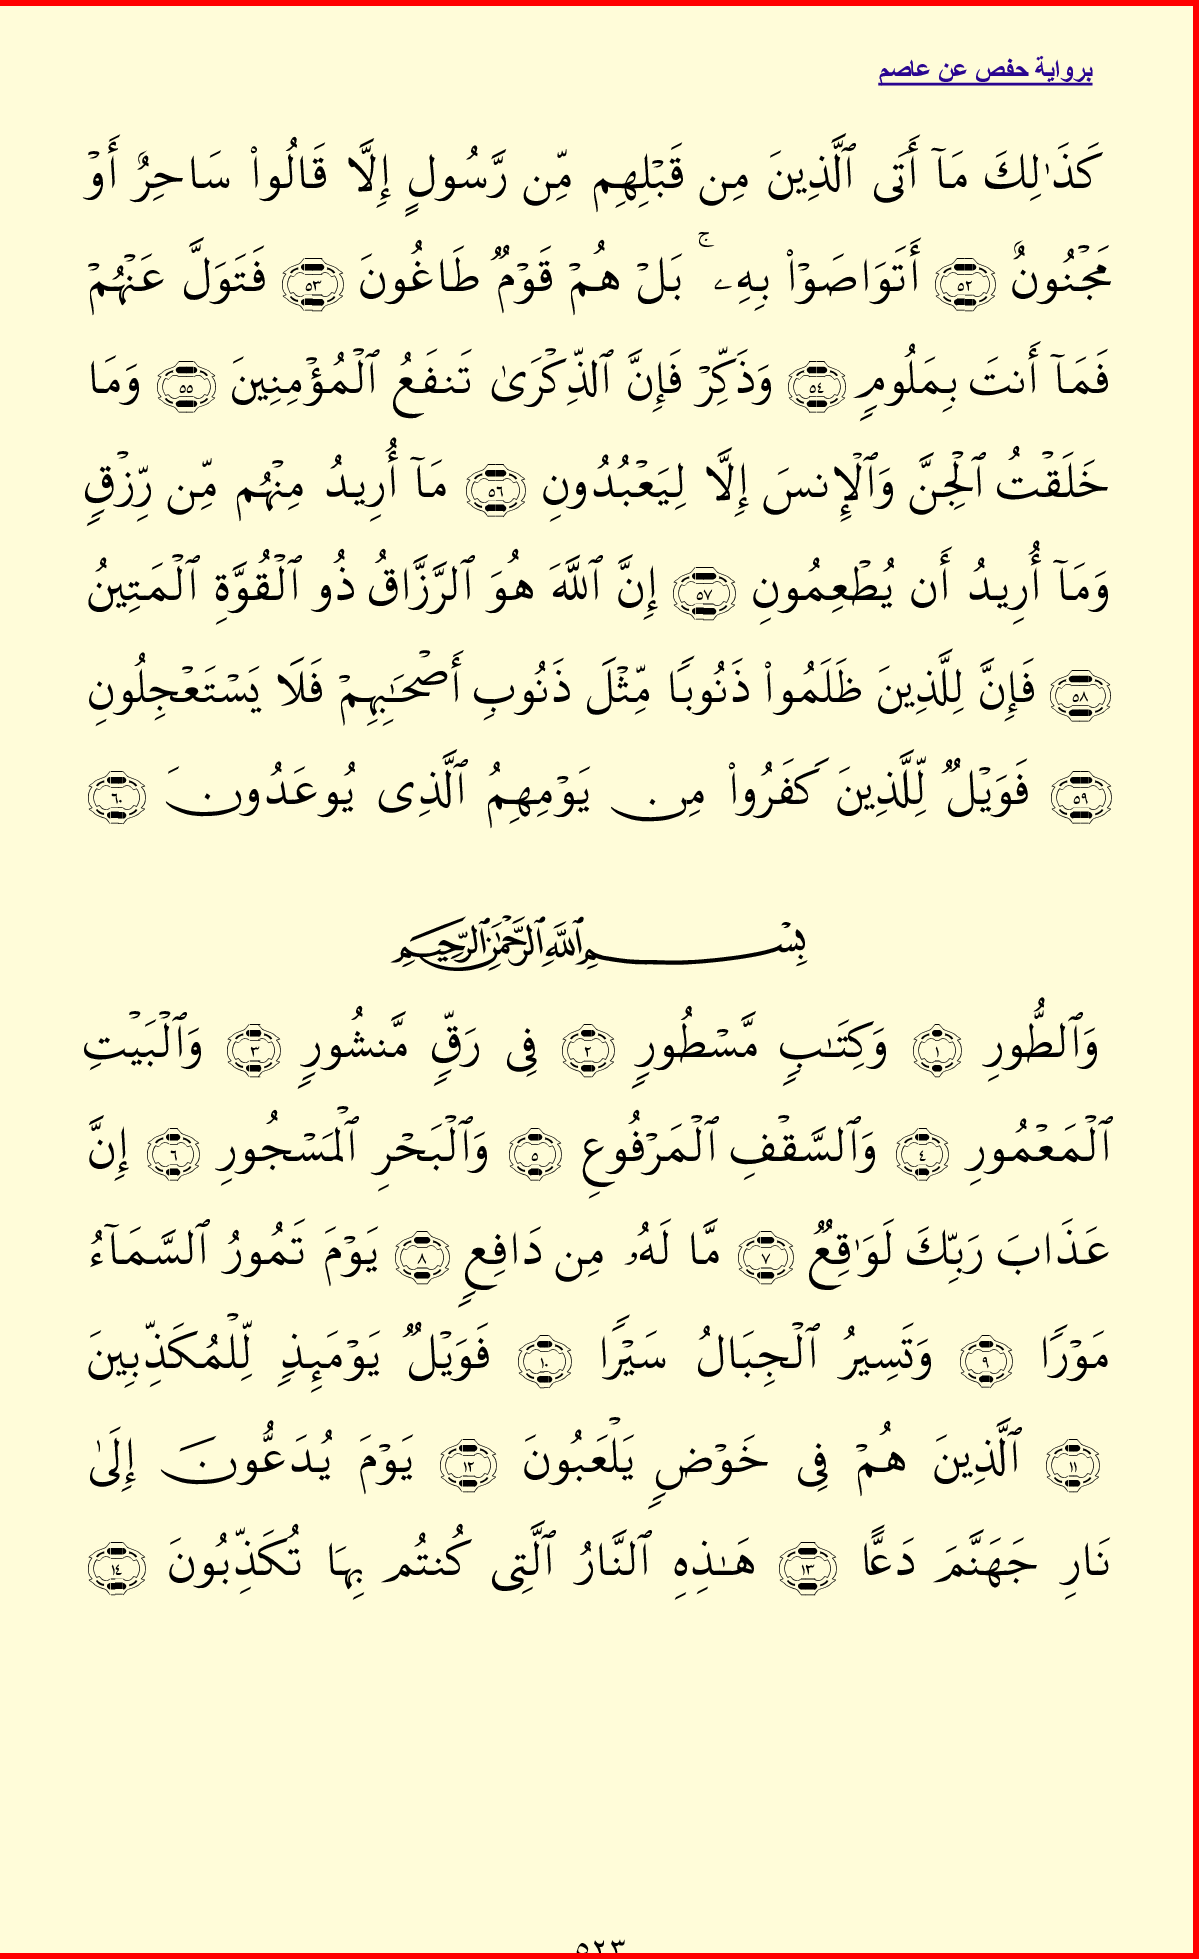 برواية حفص عن عاصم
كَذَٰلِكَ مَآ أَتَى ٱلَّذِينَ مِن قَبْلِهِم مِّن رَّسُولٍ إِلَّا قَالُوا۟ سَاحِرٌ أَوْ
مَجْنُونٌ ٥٢ أَتَوَاصَوْا۟ بِهِۦ ۚ بَلْ هُمْ قَوْمٌ طَاغُونَ ٥٣ فَتَوَلَّ عَنْهُمْ
فَمَآ أَنتَ بِمَلُومٍ ٥٤ وَذَكِّرْ فَإِنَّ ٱلذِّكْرَىٰ تَنفَعُ ٱلْمُؤْمِنِينَ ٥٥ وَمَا
خَلَقْتُ ٱلْجِنَّ وَٱلْإِنسَ إِلَّا لِيَعْبُدُونِ ٥٦ مَآ أُرِيدُ مِنْهُم مِّن رِّزْقٍ
وَمَآ أُرِيدُ أَن يُطْعِمُونِ ٥٧ إِنَّ ٱللَّهَ هُوَ ٱلرَّزَّاقُ ذُو ٱلْقُوَّةِ ٱلْمَتِينُ
٥٨ فَإِنَّ لِلَّذِينَ ظَلَمُوا۟ ذَنُوبًا مِّثْلَ ذَنُوبِ أَصْحَـٰبِهِمْ فَلَا يَسْتَعْجِلُونِ
٥٩ فَوَيْلٌ لِّلَّذِينَ كَفَرُوا۟ مِن يَوْمِهِمُ ٱلَّذِى يُوعَدُونَ ٦٠
بِسْمِ ٱللَّهِ ٱلرَّحْمَـٰنِ ٱلرَّحِيمِ
وَٱلطُّورِ ١ وَكِتَـٰبٍ مَّسْطُورٍ ٢ فِى رَقٍّ مَّنشُورٍ ٣ وَٱلْبَيْتِ
ٱلْمَعْمُورِ ٤ وَٱلسَّقْفِ ٱلْمَرْفُوعِ ٥ وَٱلْبَحْرِ ٱلْمَسْجُورِ ٦ إِنَّ
عَذَابَ رَبِّكَ لَوَٰقِعٌ ٧ مَّا لَهُۥ مِن دَافِعٍ ٨ يَوْمَ تَمُورُ ٱلسَّمَآءُ
مَوْرًا ٩ وَتَسِيرُ ٱلْجِبَالُ سَيْرًا ١٠ فَوَيْلٌ يَوْمَئِذٍ لِّلْمُكَذِّبِينَ
١١ ٱلَّذِينَ هُمْ فِى خَوْضٍ يَلْعَبُونَ ١٢ يَوْمَ يُدَعُّونَ إِلَىٰ
نَارِ جَهَنَّمَ دَعًّا ١٣ هَـٰذِهِ ٱلنَّارُ ٱلَّتِى كُنتُم بِهَا تُكَذِّبُونَ ١٤
٥٢٣